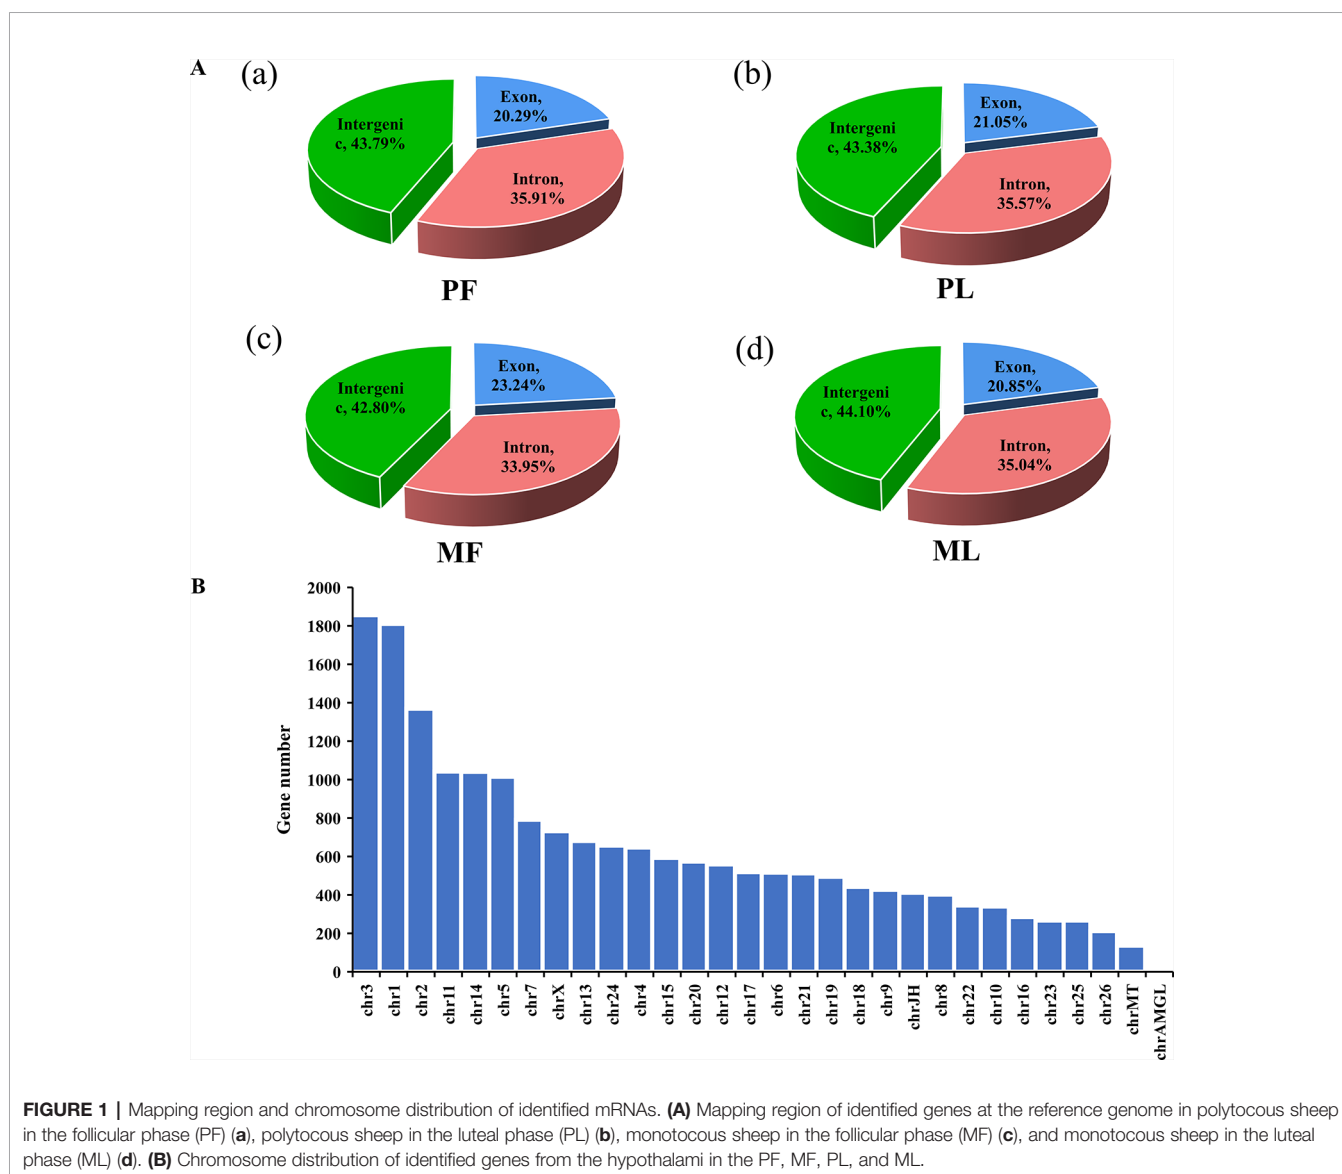 A
(a)
Exon,
20.29%
Intergeni
c, 43.79%
Intron,
35.91%
PF
(b)
Exon,
21.05%
Intergeni
c, 43.38%
Intron,
35.57%
PL
(c)
Exon,
23.24%
Intergeni
c, 42.80%
Intron,
33.95%
MF
(d)
Exon,
20.85%
Intergeni
c, 44.10%
Intron,
35.04%
ML
B
Gene number
2000
1800
1600
1400
1200
1000
800
600
400
200
0
chr3
chr1
chr2
chr11
chr14
chr5
chr7
chrX
chr13
chr24
chr4
chr15
chr20
chr12
chr17
chr6
chr21
chr19
chr18
chr9
chrJH
chr8
chr22
chr10
chr16
chr23
chr25
chr26
chrMT
chrAMGL
FIGURE 1 | Mapping region and chromosome distribution of identified mRNAs. (A) Mapping region of identified genes at the reference genome in polytocous sheep
in the follicular phase (PF) (a), polytocous sheep in the luteal phase (PL) (b), monotocous sheep in the follicular phase (MF) (c), and monotocous sheep in the luteal
phase (ML) (d). (B) Chromosome distribution of identified genes from the hypothalami in the PF, MF, PL, and ML.